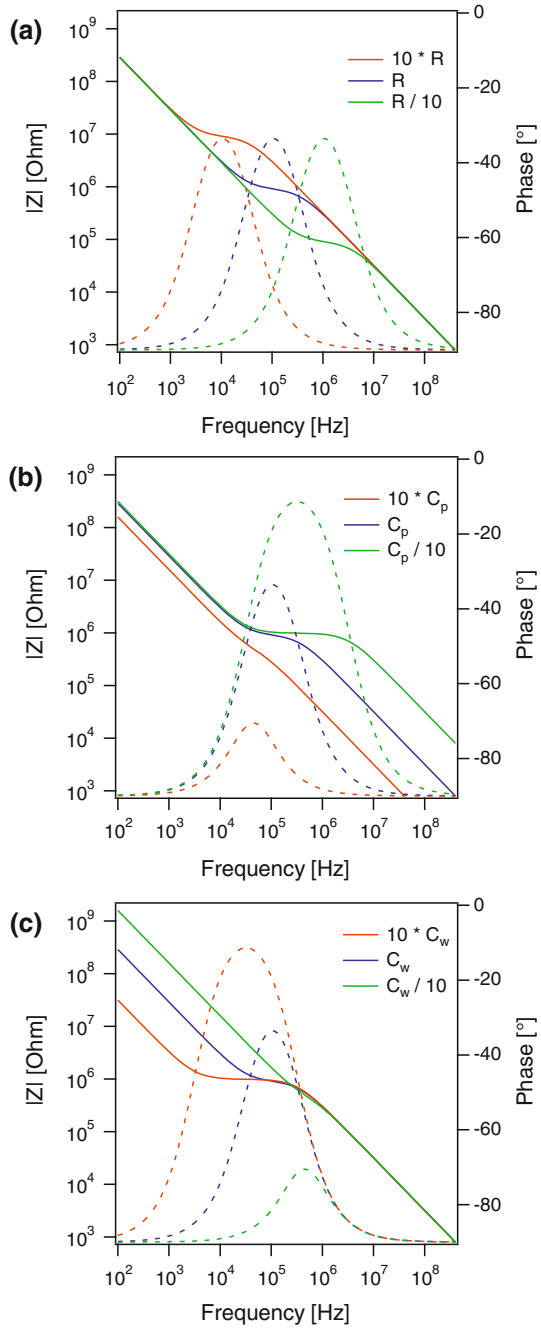 (a)
|Z| [Ohm]
10⁹
10⁸
10⁷
10⁶
10⁵
10⁴
10³
10 * R
R
R / 10
0
-20
-40
-60
-80
Phase [°]
10² 10³ 10⁴ 10⁵ 10⁶ 10⁷ 10⁸
Frequency [Hz]
(b)
|Z| [Ohm]
10⁹
10⁸
10⁷
10⁶
10⁵
10⁴
10³
10 * Cₚ
Cₚ
Cₚ / 10
0
-20
-40
-60
-80
Phase [°]
10² 10³ 10⁴ 10⁵ 10⁶ 10⁷ 10⁸
Frequency [Hz]
(c)
|Z| [Ohm]
10⁹
10⁸
10⁷
10⁶
10⁵
10⁴
10³
10 * C_w
C_w
C_w / 10
0
-20
-40
-60
-80
Phase [°]
10² 10³ 10⁴ 10⁵ 10⁶ 10⁷ 10⁸
Frequency [Hz]